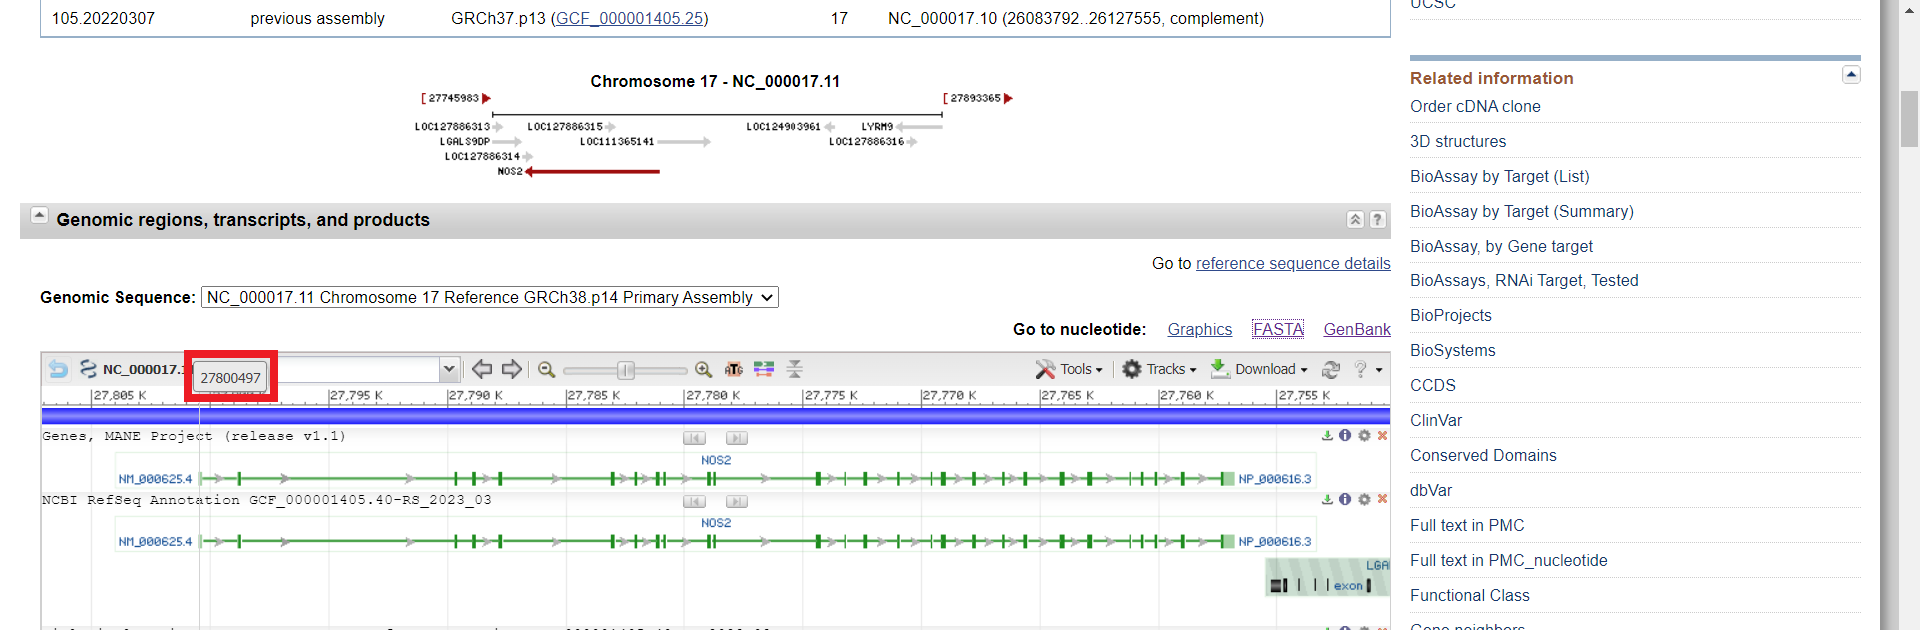 105.20220307 previous assembly GRCh37.p13 (GCF_000001405.25) 17 NC_000017.10 (26083792..26127555, complement)
Chromosome 17 - NC_000017.11
[ 27745983 [ 27893365
LOC127886313 LOC127886315 LOC124903961 LYRM9
LGALS9DP LOC111365141 LOC127886316
LOC127886314
NOS2
Genomic regions, transcripts, and products ?
Go to reference sequence details
Genomic Sequence: NC_000017.11 Chromosome 17 Reference GRCh38.p14 Primary Assembly
Go to nucleotide: Graphics FASTA GenBank
NC_000017. 27800497 ATG Tools Tracks Download ?
27,805 K 27,795 K 27,790 K 27,785 K 27,780 K 27,775 K 27,770 K 27,765 K 27,760 K 27,755 K
Genes, MANE Project (release v1.1)
NOS2
NM_000625.4 NP_000616.3
NCBI RefSeq Annotation GCF_000001405.40-RS_2023_03
NOS2
NM_000625.4 NP_000616.3
LGA
exon
UCSC
Related information
Order cDNA clone
3D structures
BioAssay by Target (List)
BioAssay by Target (Summary)
BioAssay, by Gene target
BioAssays, RNAi Target, Tested
BioProjects
BioSystems
CCDS
ClinVar
Conserved Domains
dbVar
Full text in PMC
Full text in PMC_nucleotide
Functional Class
Gene neighbors